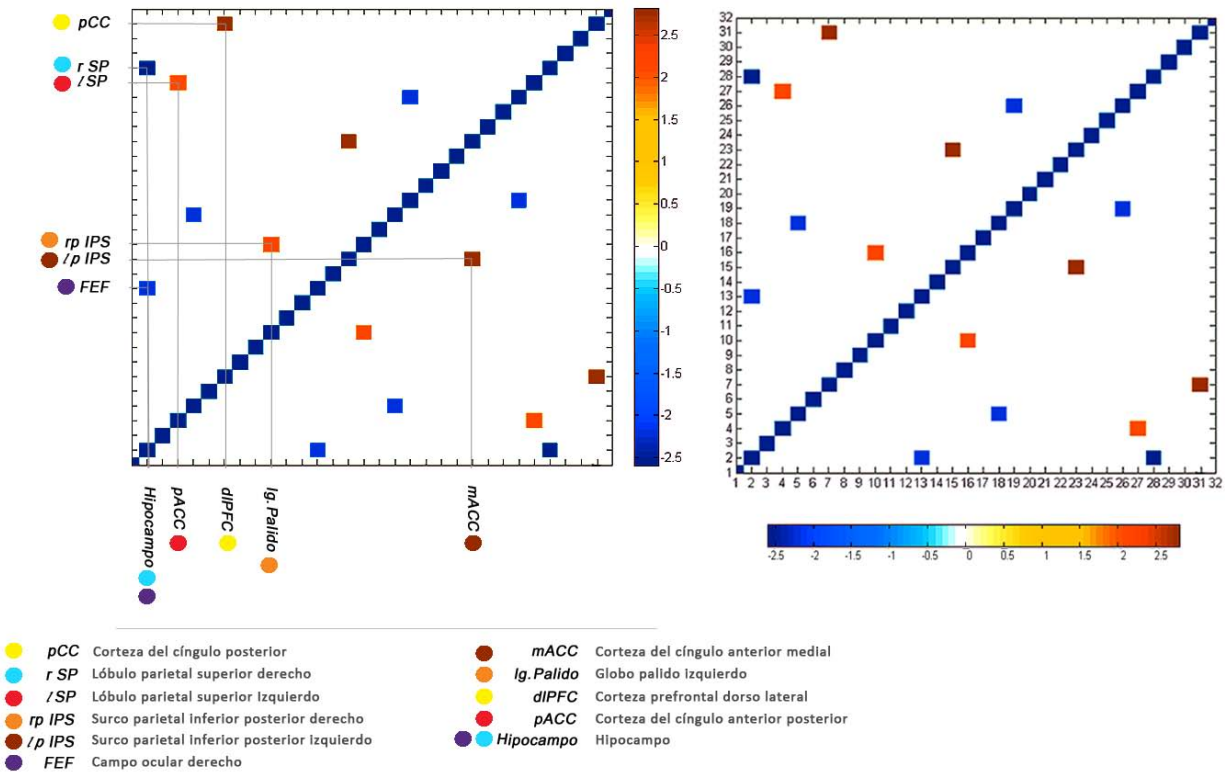 pCC
r SP
l SP
rp IPS
l p IPS
FEF
2.5
2
1.5
1
0.5
0
-0.5
-1
-1.5
-2
-2.5
Hipocampo
pACC
dlPFC
lg.Palido
mACC
32
31
30
29
28
27
26
25
24
23
22
21
20
19
18
17
16
15
14
13
12
11
10
9
8
7
6
5
4
3
2
1
1 2 3 4 5 6 7 8 9 10 11 12 13 14 15 16 17 18 19 20 21 22 23 24 25 26 27 28 29 30 31 32
-2.5 -2 -1.5 -1 -0.5 0 0.5 1 1.5 2 2.5
pCC Corteza del cíngulo posterior
r SP Lóbulo parietal superior derecho
l SP Lóbulo parietal superior Izquierdo
rp IPS Surco parietal inferior posterior derecho
l p IPS Surco parietal inferior posterior Izquierdo
FEF Campo ocular derecho
mACC Corteza del cíngulo anterior medial
lg.Palido Globo palido Izquierdo
dlPFC Corteza prefrontal dorso lateral
pACC Corteza del cíngulo anterior posterior
Hipocampo Hipocampo